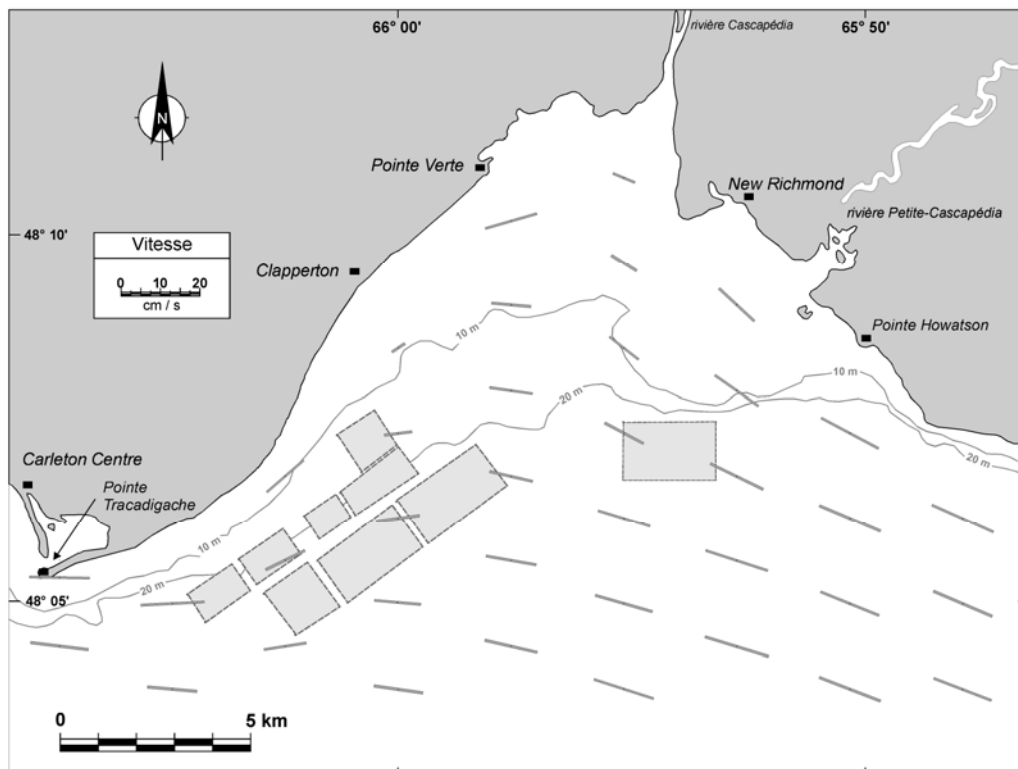 66° 00'
65° 50'
rivière Cascapédia
N
Pointe Verte
New Richmond
rivière Petite-Cascapédia
48° 10'
Vitesse
0 10 20
cm / s
Clapperton
10 m
Pointe Howatson
10 m
20 m
20 m
Carleton Centre
Pointe
Tracadigache
10 m
20 m
48° 05'
0 5 km